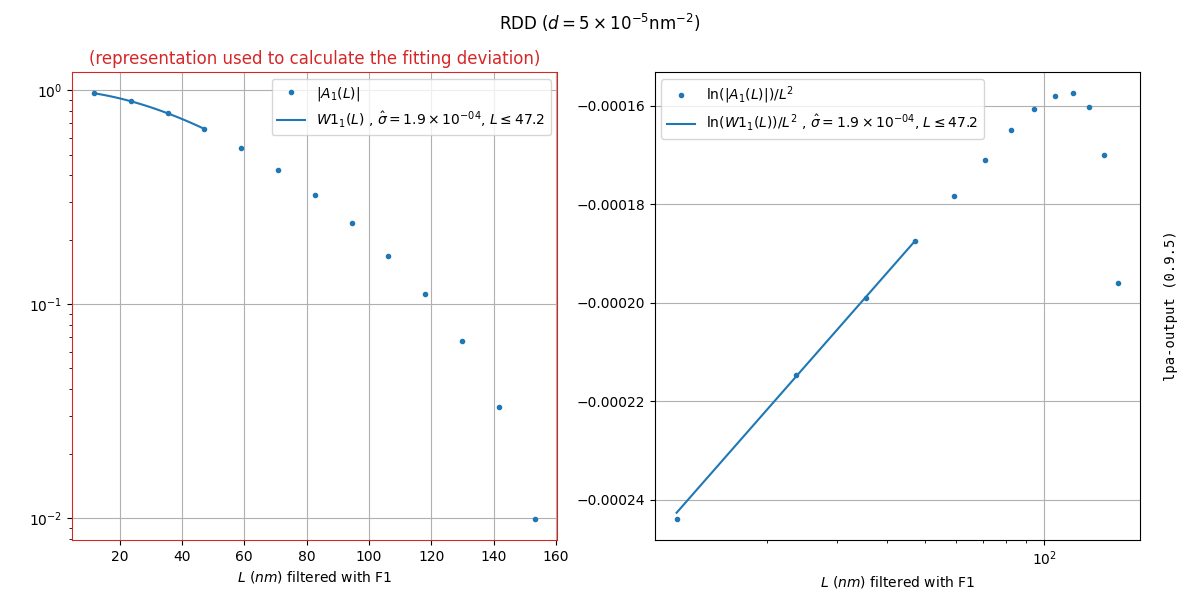 RDD (d = 5 × 10⁻⁵nm⁻²)
(representation used to calculate the fitting deviation)
|A₁(L)|
W1₁(L) , σ̂ = 1.9 × 10⁻⁰⁴, L ≤ 47.2
10⁰
10⁻¹
10⁻²
20 40 60 80 100 120 140 160
L (nm) filtered with F1
ln(|A₁(L)|)/L²
ln(W1₁(L))/L² , σ̂ = 1.9 × 10⁻⁰⁴, L ≤ 47.2
−0.00016
−0.00018
−0.00020
−0.00022
−0.00024
10²
L (nm) filtered with F1
lpa-output (0.9.5)